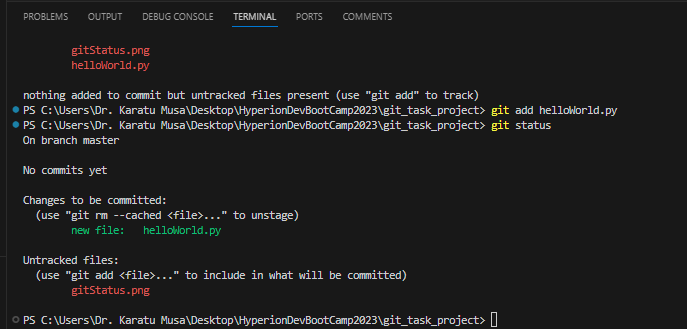 PROBLEMS OUTPUT DEBUG CONSOLE TERMINAL PORTS COMMENTS
gitStatus.png
helloWorld.py
nothing added to commit but untracked files present (use "git add" to track)
PS C:\Users\Dr. Karatu Musa\Desktop\HyperionDevBootCamp2023\git_task_project> git add helloWorld.py
PS C:\Users\Dr. Karatu Musa\Desktop\HyperionDevBootCamp2023\git_task_project> git status
On branch master
No commits yet
Changes to be committed:
(use "git rm --cached <file>..." to unstage)
new file:   helloWorld.py
Untracked files:
(use "git add <file>..." to include in what will be committed)
gitStatus.png
PS C:\Users\Dr. Karatu Musa\Desktop\HyperionDevBootCamp2023\git_task_project>